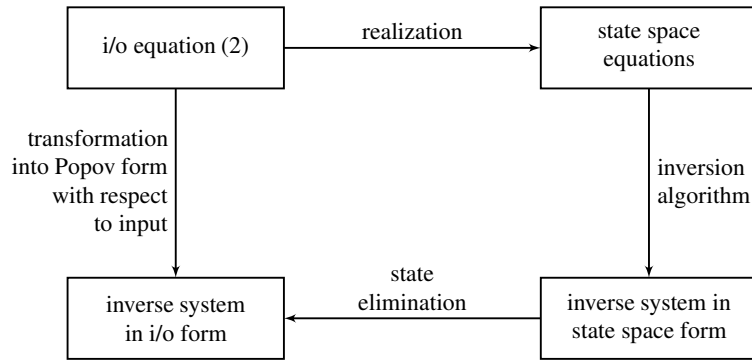 i/o equation (2)
realization
state space
equations
transformation
into Popov form
with respect
to input
inversion
algorithm
inverse system
in i/o form
state
elimination
inverse system in
state space form